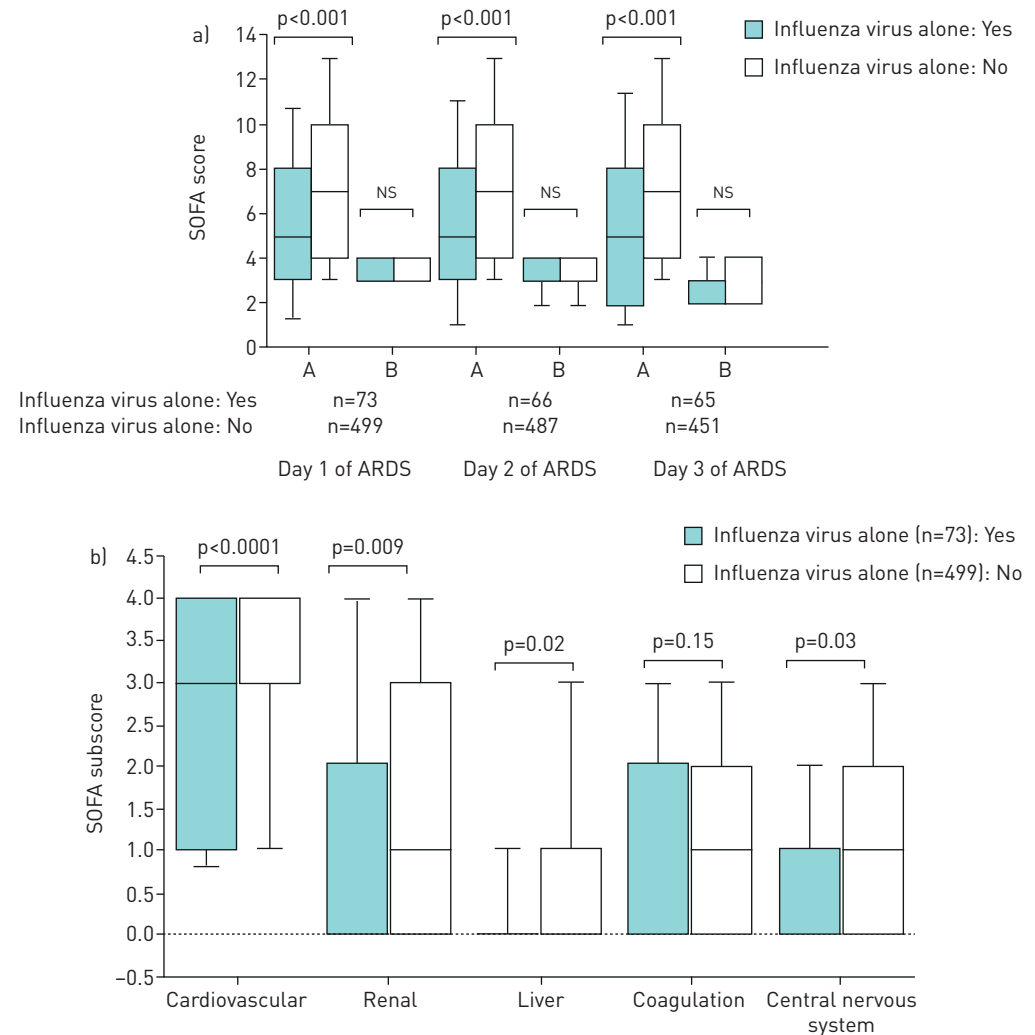 a)
p<0.001 p<0.001 p<0.001
Influenza virus alone: Yes
Influenza virus alone: No
SOFA score
14
12
10
8
6
4
2
0
NS NS NS
A B A B A B
Influenza virus alone: Yes n=73 n=66 n=65
Influenza virus alone: No n=499 n=487 n=451
Day 1 of ARDS Day 2 of ARDS Day 3 of ARDS
b)
Influenza virus alone (n=73): Yes
Influenza virus alone (n=499): No
p<0.0001 p=0.009 p=0.02 p=0.15 p=0.03
SOFA subscore
4.5
4.0
3.5
3.0
2.5
2.0
1.5
1.0
0.5
0.0
–0.5
Cardiovascular Renal Liver Coagulation Central nervous
system